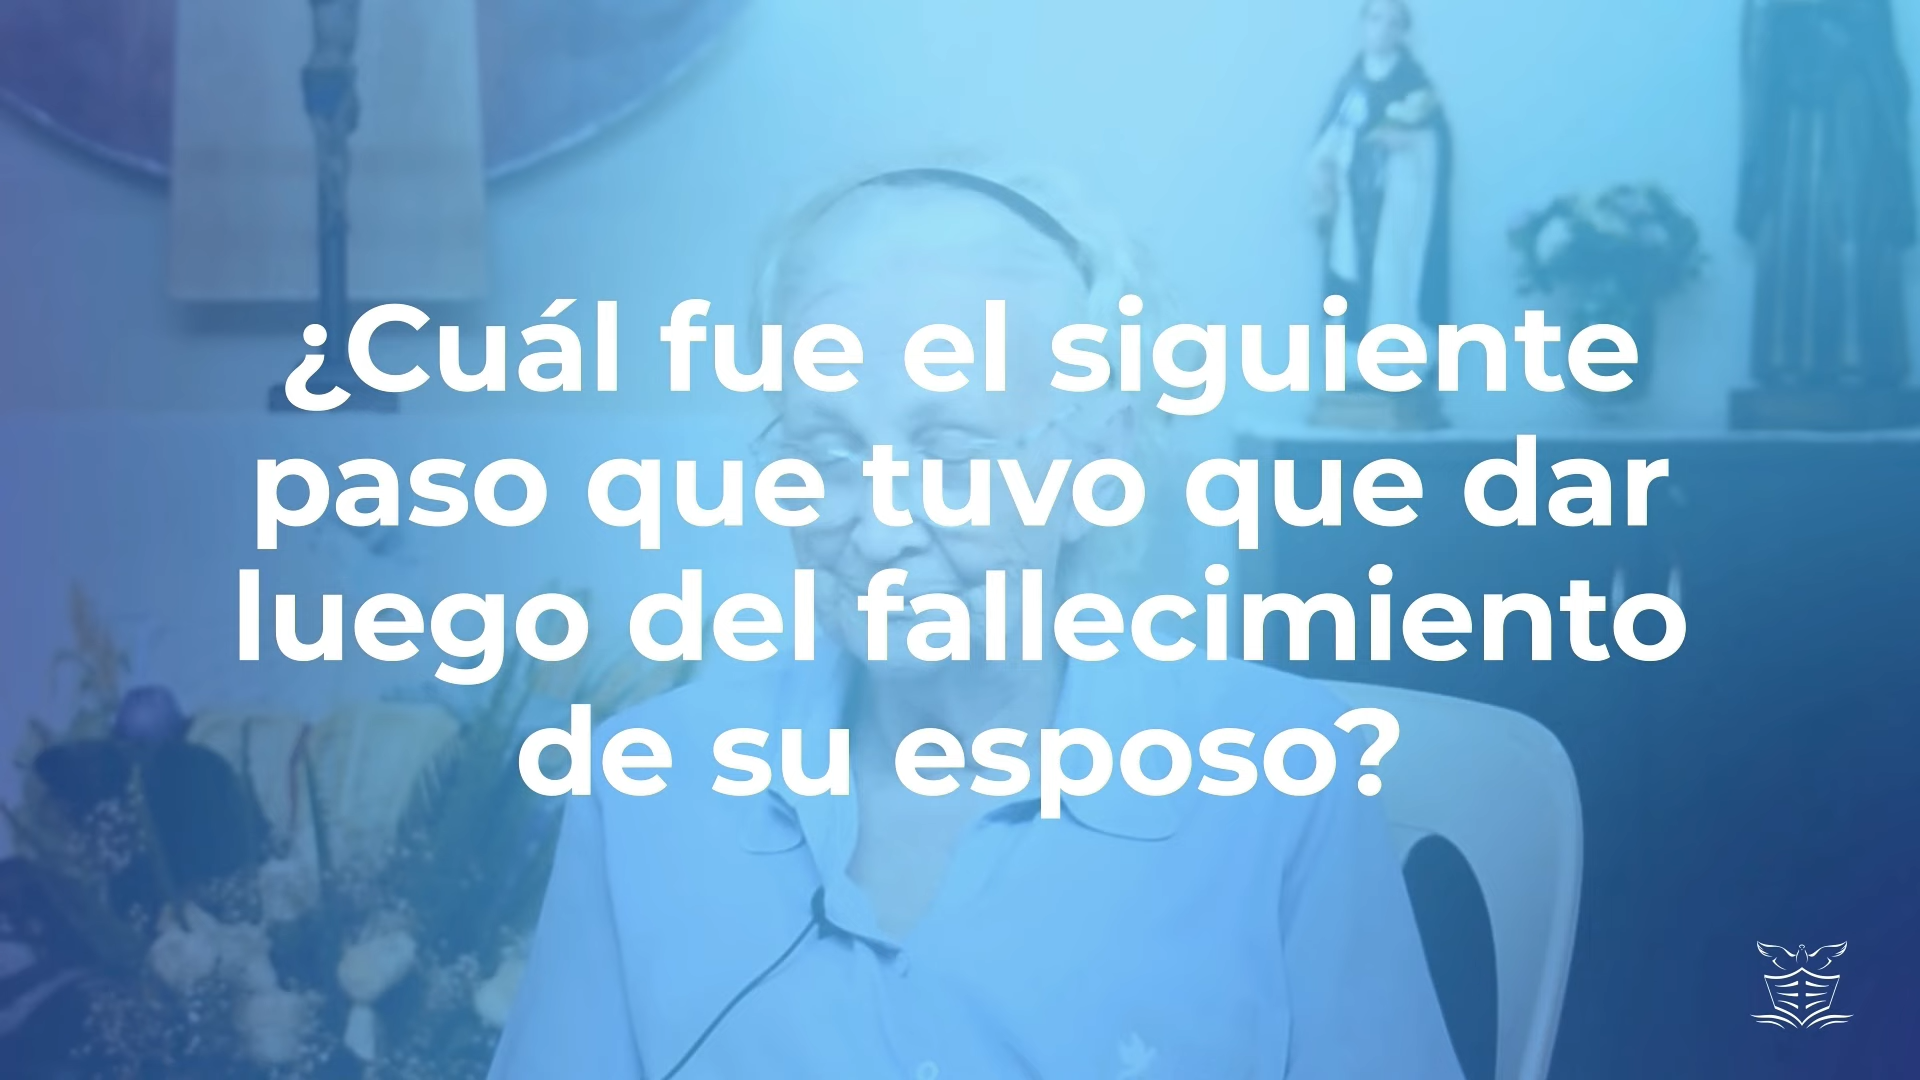 ¿Cuál fue el siguiente
paso que tuvo que dar
luego del fallecimiento
de su esposo?